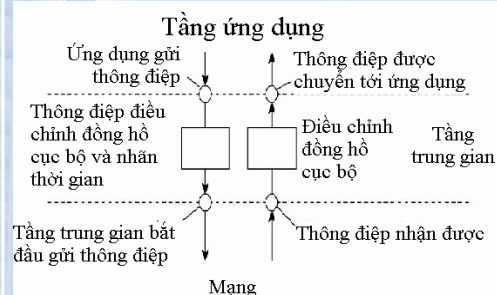 Tầng ứng dụng
Ứng dụng gửi
thông điệp
Thông điệp được
chuyển tới ứng dụng
Thông điệp điều
chỉnh đồng hồ
cục bộ và nhãn
thời gian
Điều chỉnh
đồng hồ
cục bộ
Tầng
trung gian
Tầng trung gian bắt
đầu gửi thông điệp
Thông điệp nhận được
Mạng